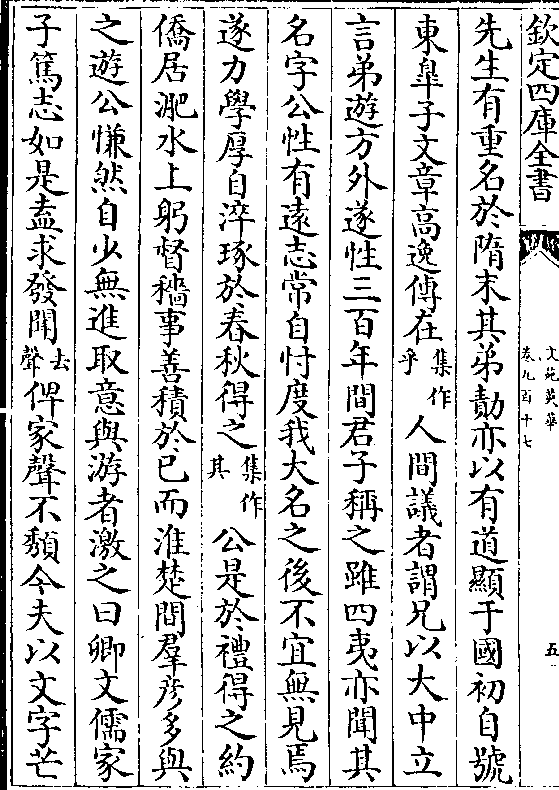 欽定四庫全書
文苑英華
卷九百十七
五
先生有重名於隋末其弟勣亦以有道顯于國初自號
東臯子文章高逸傳在集作乎人間議者謂兄以大中立
言弟遊方外遂性三百年間君子稱之雖四夷亦聞其
名字公性有遠志常自忖度我大名之後不宜無見焉
遂力學厚自淬琢於春秋得之集作其公是於禮得之約
僑居淝水上躬督穡事善積於已而淮楚間羣彦多與
之遊公慊然自少無進取意與游者激之曰卿文儒家
子篤志如是盍求發聞去聲俾家聲不頽今夫以文字芒